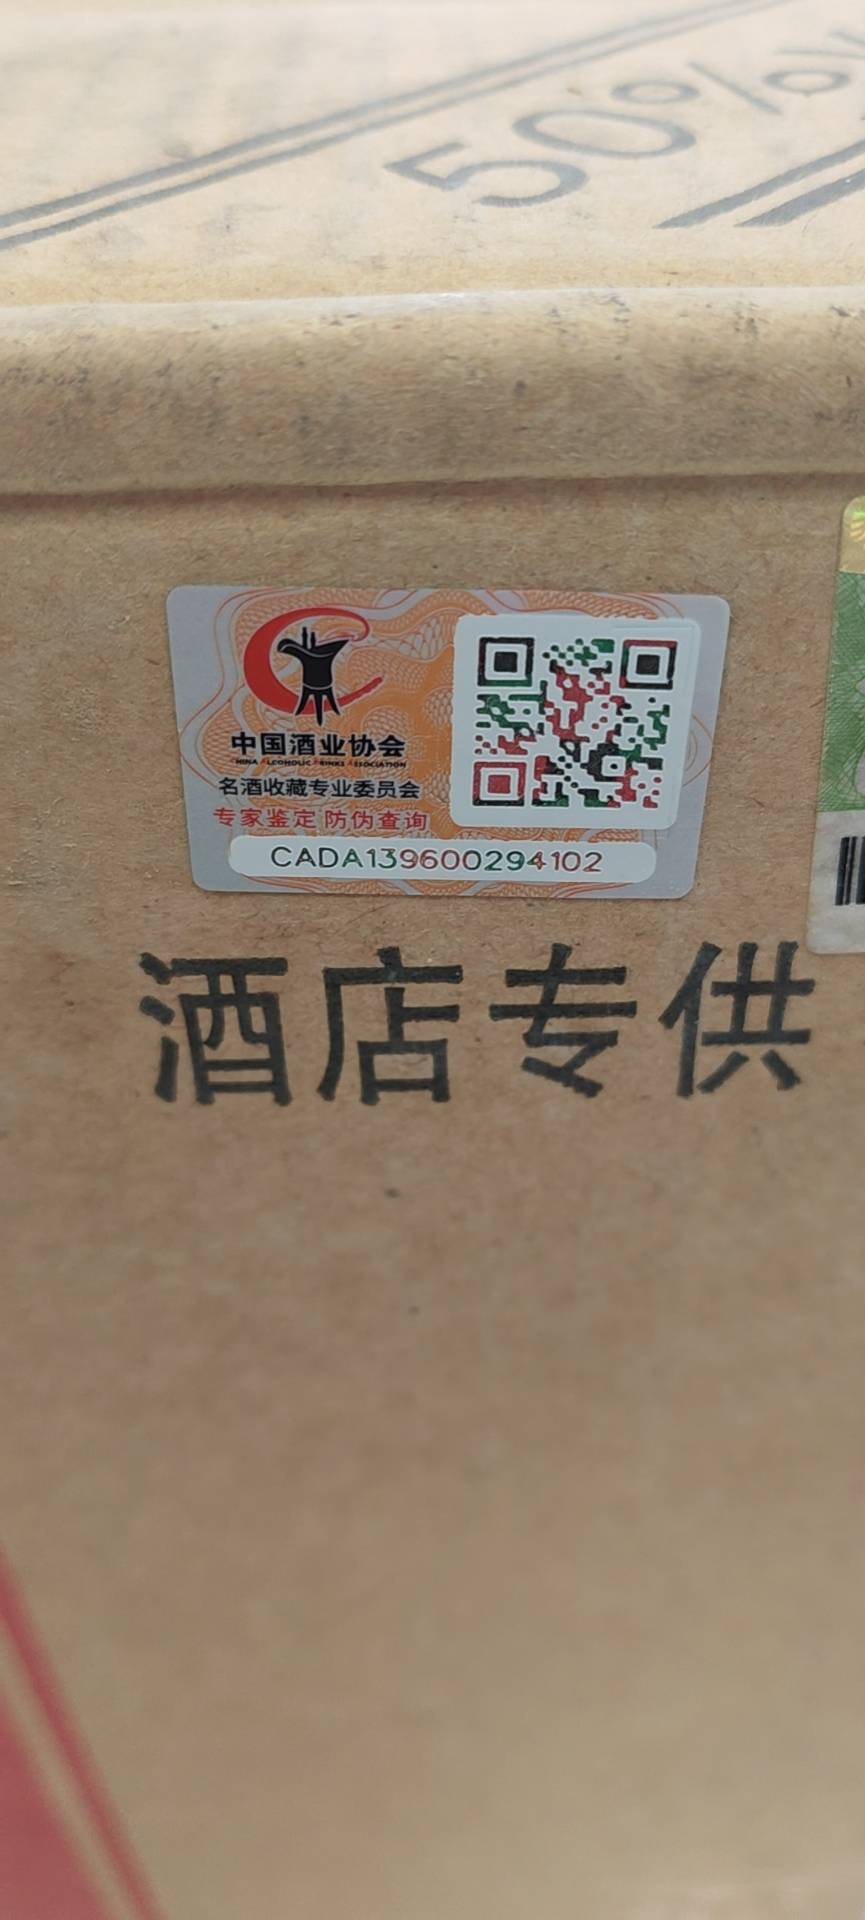 50%
中国酒业协会
CHINA ALCOHOLIC DRINKS ASSOCIATION
名酒收藏专业委员会
专家鉴定 防伪查询
CADA139600294102
酒店专供